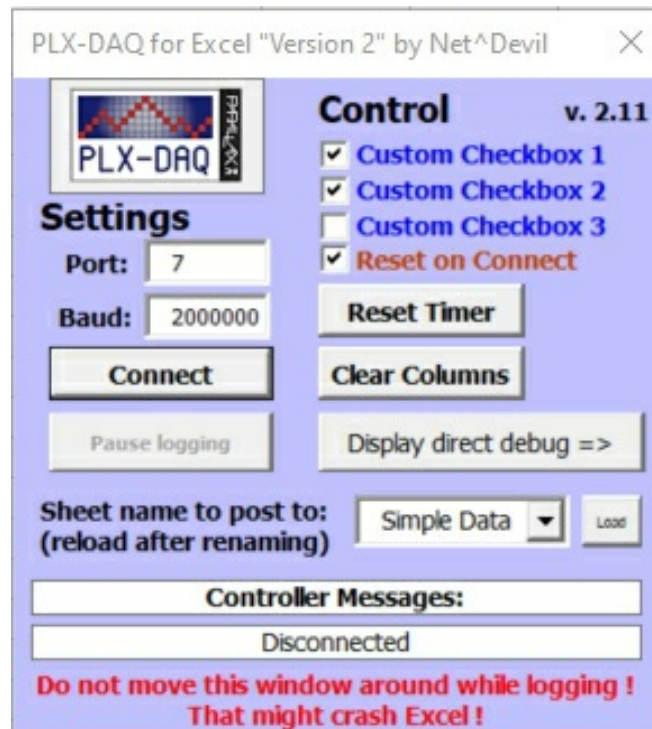 PLX-DAQ for Excel "Version 2" by Net^Devil
PLX-DAQ
PARALLAX
Control v. 2.11
Custom Checkbox 1
Custom Checkbox 2
Custom Checkbox 3
Reset on Connect
Settings
Port: 7
Baud: 2000000
Reset Timer
Connect
Clear Columns
Pause logging
Display direct debug =>
Sheet name to post to:
(reload after renaming)
Simple Data
Load
Controller Messages:
Disconnected
Do not move this window around while logging !
That might crash Excel !